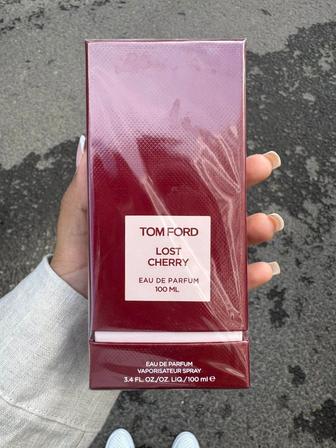 TOM FORD
LOST
CHERRY
EAU DE PARFUM
100 ML
EAU DE PARFUM
VAPORISATEUR SPRAY
3.4 FL. OZ./OZ. LIQ./100 ml ℮